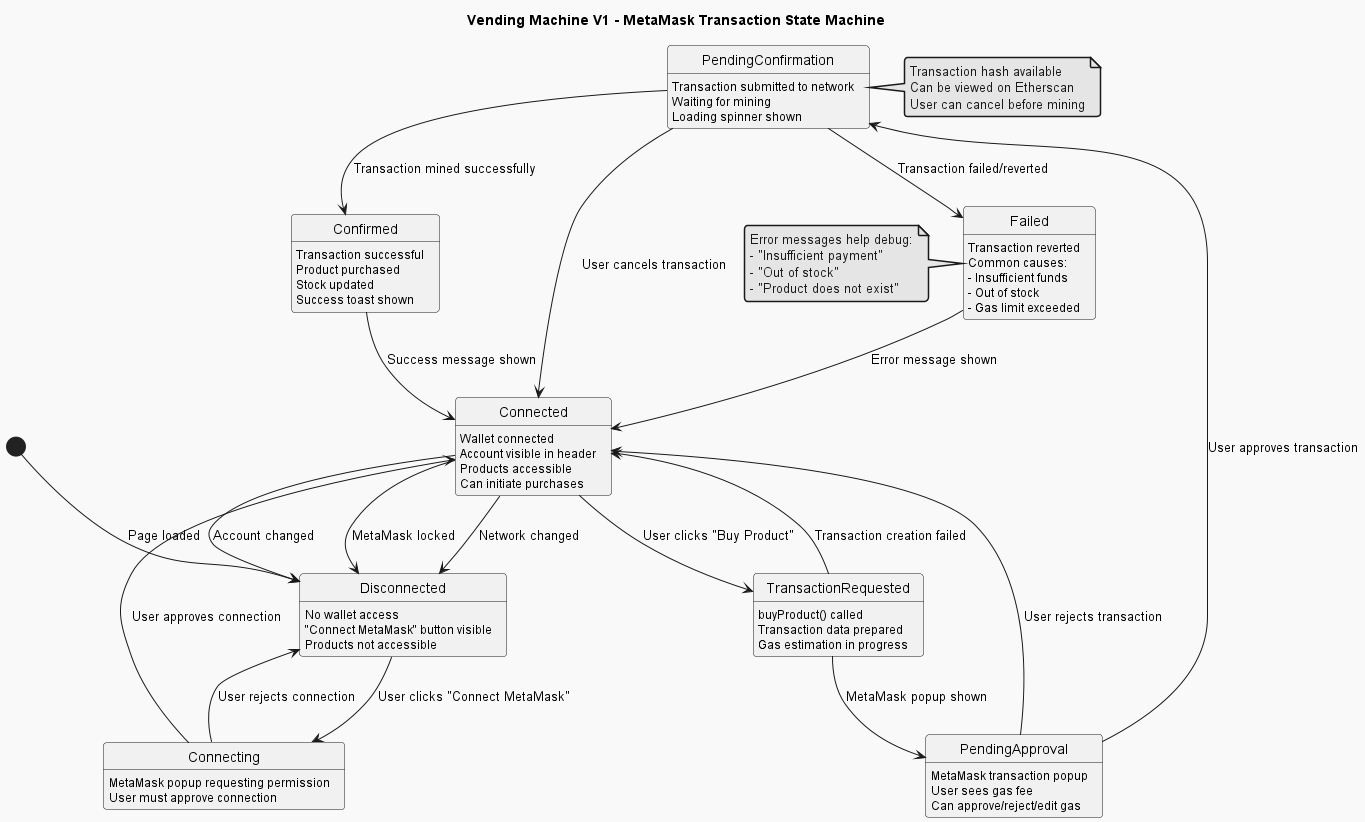 Vending Machine V1 - MetaMask Transaction State Machine
PendingConfirmation
Transaction submitted to network
Waiting for mining
Loading spinner shown
Transaction hash available
Can be viewed on Etherscan
User can cancel before mining
Transaction mined successfully
Transaction failed/reverted
Confirmed
Transaction successful
Product purchased
Stock updated
Success toast shown
User cancels transaction
Error messages help debug:
- "Insufficient payment"
- "Out of stock"
- "Product does not exist"
Failed
Transaction reverted
Common causes:
- Insufficient funds
- Out of stock
- Gas limit exceeded
Success message shown
Error message shown
Connected
Wallet connected
Account visible in header
Products accessible
Can initiate purchases
User approves transaction
Page loaded
Account changed
MetaMask locked
Network changed
User clicks "Buy Product"
Transaction creation failed
Disconnected
No wallet access
"Connect MetaMask" button visible
Products not accessible
TransactionRequested
buyProduct() called
Transaction data prepared
Gas estimation in progress
User approves connection
User rejects transaction
User rejects connection
User clicks "Connect MetaMask"
MetaMask popup shown
Connecting
MetaMask popup requesting permission
User must approve connection
PendingApproval
MetaMask transaction popup
User sees gas fee
Can approve/reject/edit gas